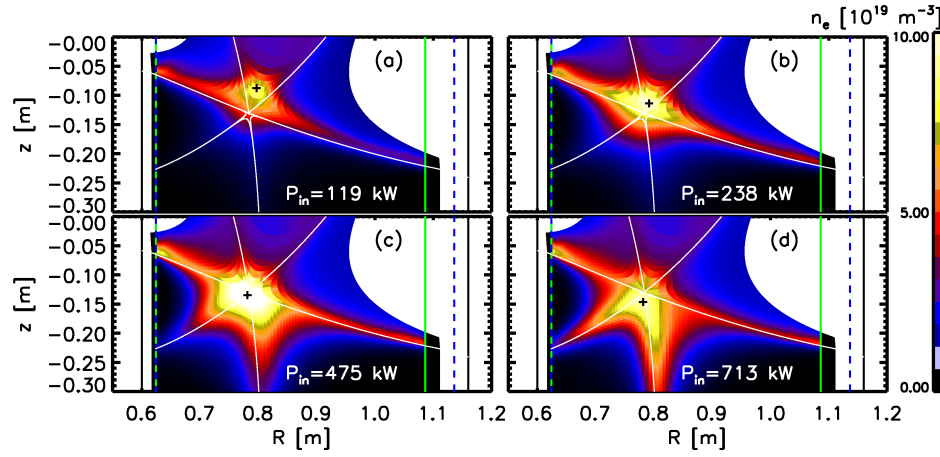 n_e [10^19 m^-3]
-0.00
-0.05
-0.10
-0.15
-0.20
-0.25
-0.30
z [m]
(a)
P_in=119 kW
(b)
P_in=238 kW
10.00
5.00
0.00
-0.00
-0.05
-0.10
-0.15
-0.20
-0.25
-0.30
z [m]
(c)
P_in=475 kW
(d)
P_in=713 kW
0.6 0.7 0.8 0.9 1.0 1.1 1.2
0.6 0.7 0.8 0.9 1.0 1.1 1.2
R [m]
R [m]